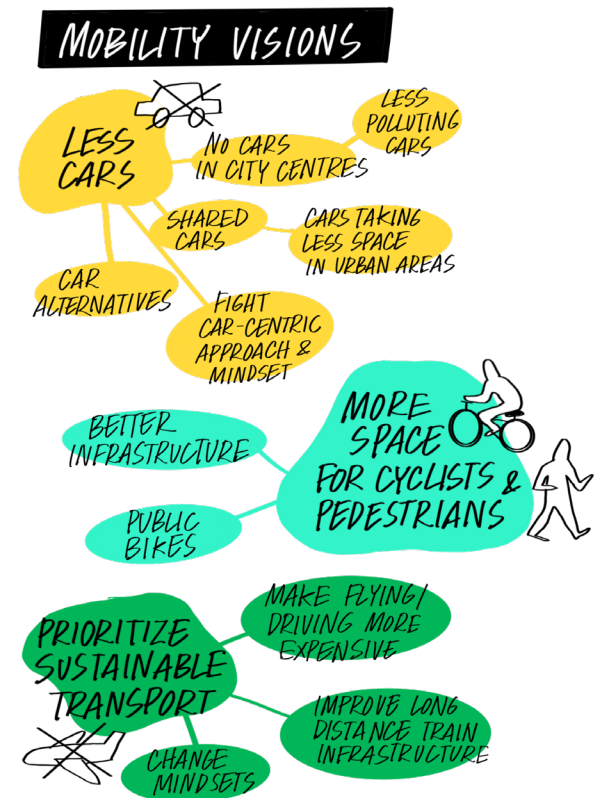 MOBILITY VISIONS
LESS
CARS
NO CARS
IN CITY CENTRES
LESS
POLLUTING
CARS
SHARED
CARS
CARS TAKING
LESS SPACE
IN URBAN AREAS
CAR
ALTERNATIVES
FIGHT
CAR-CENTRIC
APPROACH &
MINDSET
MORE
SPACE
FOR CYCLISTS &
PEDESTRIANS
BETTER
INFRASTRUCTURE
PUBLIC
BIKES
PRIORITIZE
SUSTAINABLE
TRANSPORT
MAKE FLYING/
DRIVING MORE
EXPENSIVE
IMPROVE LONG
DISTANCE TRAIN
INFRASTRUCTURE
CHANGE
MINDSETS